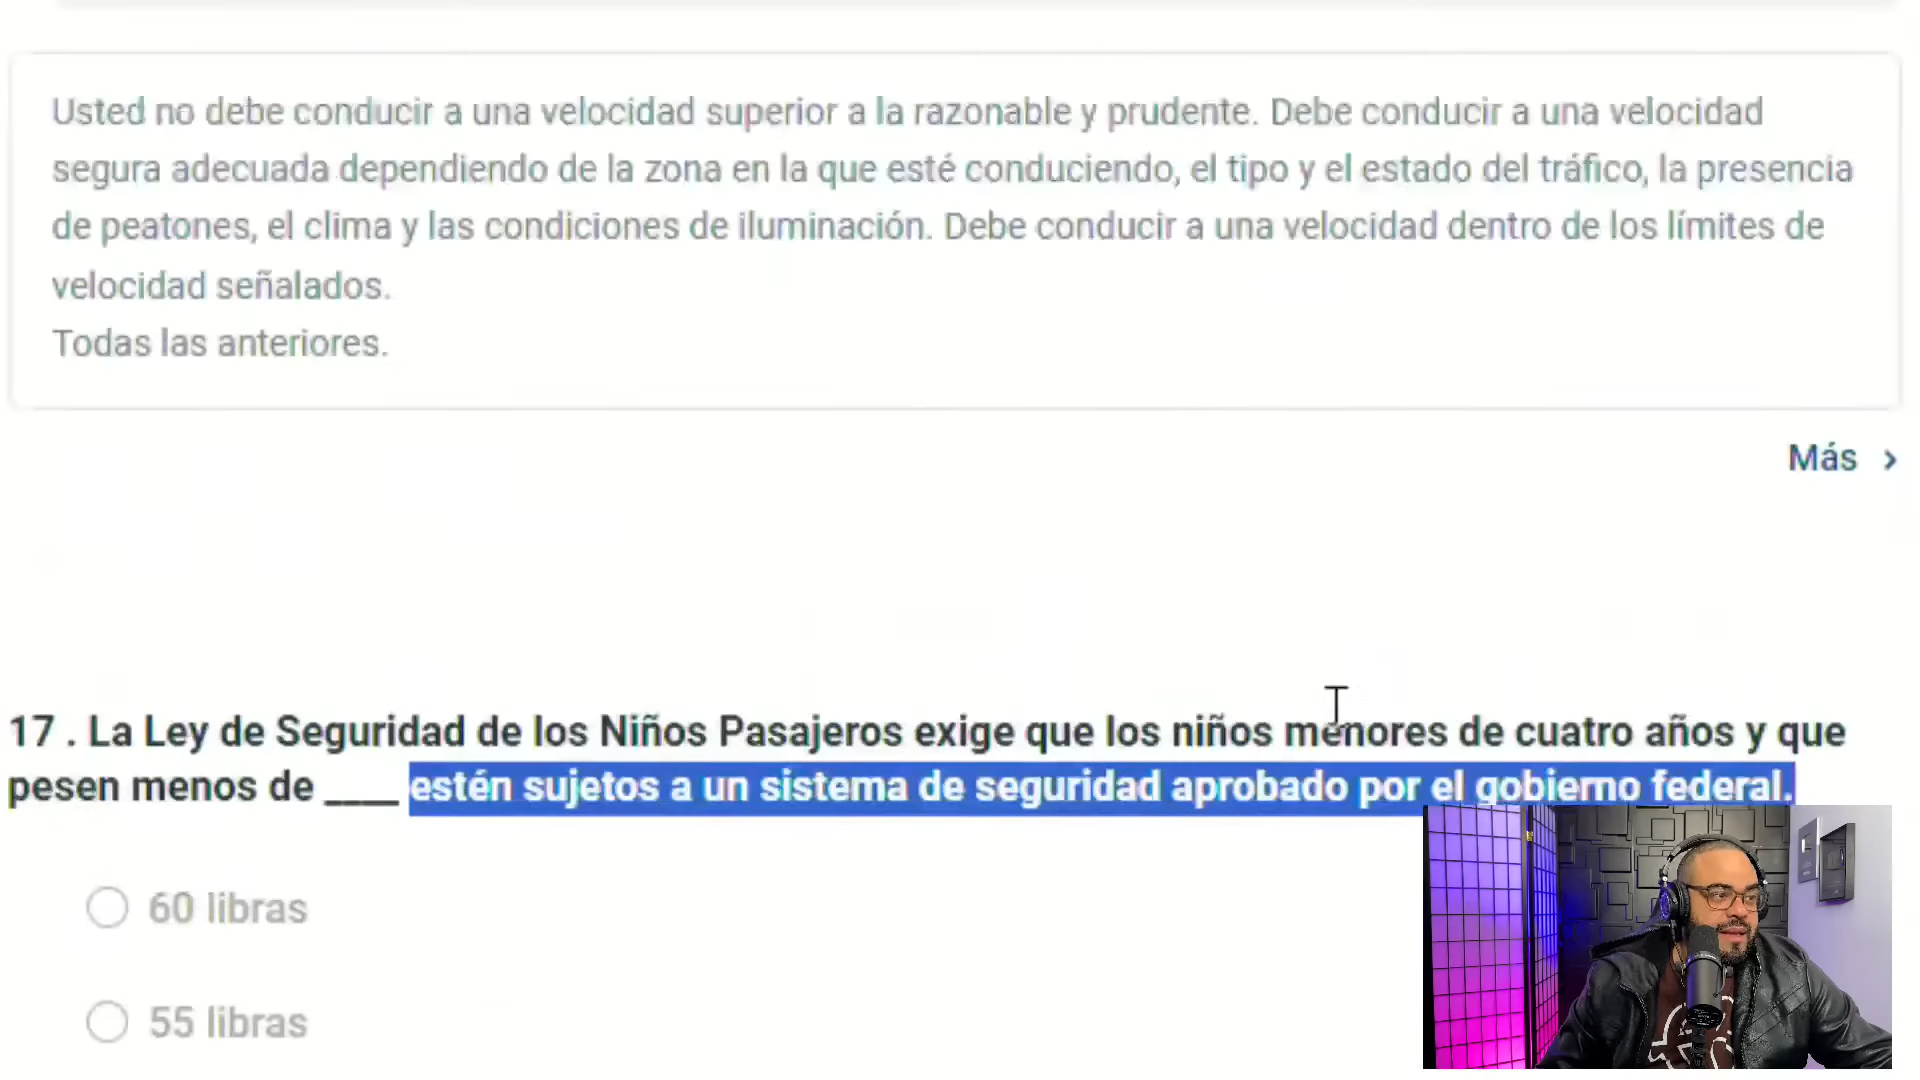 Usted no debe conducir a una velocidad superior a la razonable y prudente. Debe conducir a una velocidad
segura adecuada dependiendo de la zona en la que esté conduciendo, el tipo y el estado del tráfico, la presencia
de peatones, el clima y las condiciones de iluminación. Debe conducir a una velocidad dentro de los límites de
velocidad señalados.
Todas las anteriores.
Más
17 . La Ley de Seguridad de los Niños Pasajeros exige que los niños menores de cuatro años y que
pesen menos de ____ estén sujetos a un sistema de seguridad aprobado por el gobierno federal.
60 libras
55 libras